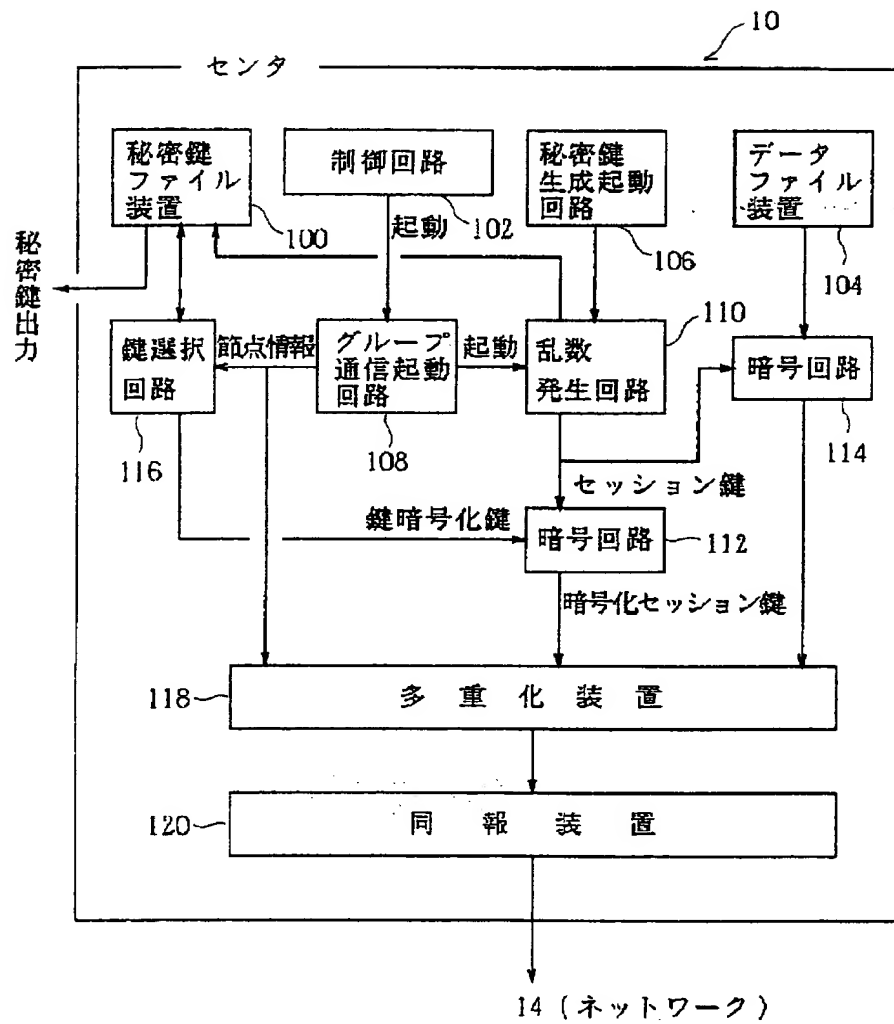 10
センタ
秘密鍵
ファイル
装置
100
制御回路
102
秘密鍵
生成起動
回路
106
データ
ファイル
装置
104
起動
秘密鍵出力
鍵選択
回路
116
節点情報
グループ
通信起動
回路
108
起動
乱数
発生回路
110
暗号回路
114
セッション鍵
鍵暗号化鍵
暗号回路
112
暗号化セッション鍵
118
多重化装置
120
同報装置
14 (ネットワーク)